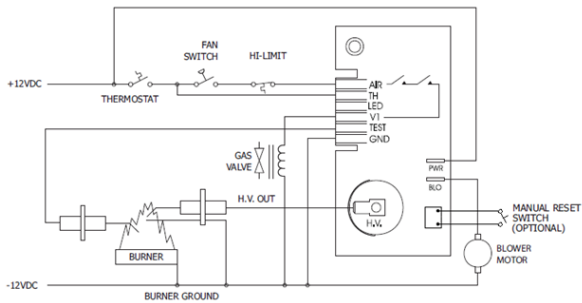 FAN
SWITCH
HI-LIMIT
+12VDC
THERMOSTAT
AIR
TH
LED
V1
TEST
GND
GAS
VALVE
PWR
BLO
H.V. OUT
H.V.
MANUAL RESET
SWITCH
(OPTIONAL)
BLOWER
MOTOR
BURNER
-12VDC
BURNER GROUND